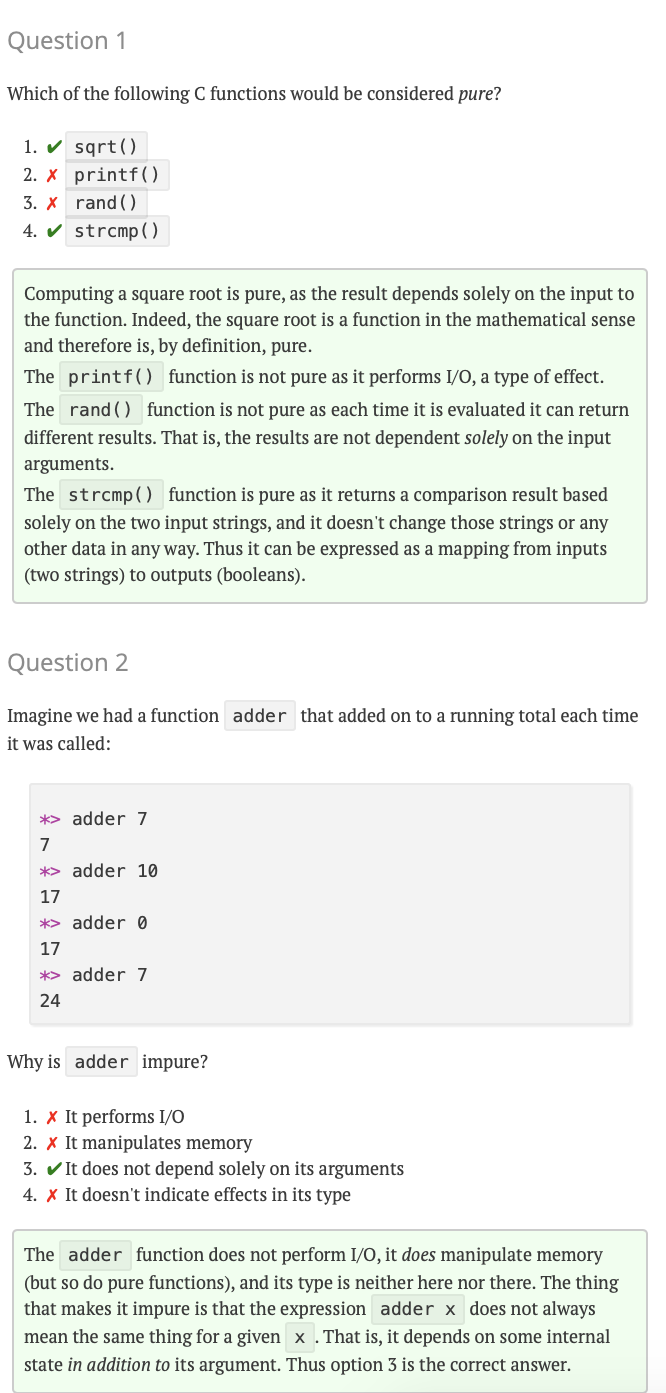 Question 1
Which of the following C functions would be considered pure?
1. ✔ sqrt()
2. ✗ printf()
3. ✗ rand()
4. ✔ strcmp()
Computing a square root is pure, as the result depends solely on the input to
the function. Indeed, the square root is a function in the mathematical sense
and therefore is, by definition, pure.
The printf() function is not pure as it performs I/O, a type of effect.
The rand() function is not pure as each time it is evaluated it can return
different results. That is, the results are not dependent solely on the input
arguments.
The strcmp() function is pure as it returns a comparison result based
solely on the two input strings, and it doesn't change those strings or any
other data in any way. Thus it can be expressed as a mapping from inputs
(two strings) to outputs (booleans).
Question 2
Imagine we had a function adder that added on to a running total each time
it was called:
*> adder 7
7
*> adder 10
17
*> adder 0
17
*> adder 7
24
Why is adder impure?
1. ✗ It performs I/O
2. ✗ It manipulates memory
3. ✔ It does not depend solely on its arguments
4. ✗ It doesn't indicate effects in its type
The adder function does not perform I/O, it does manipulate memory
(but so do pure functions), and its type is neither here nor there. The thing
that makes it impure is that the expression adder x does not always
mean the same thing for a given x . That is, it depends on some internal
state in addition to its argument. Thus option 3 is the correct answer.